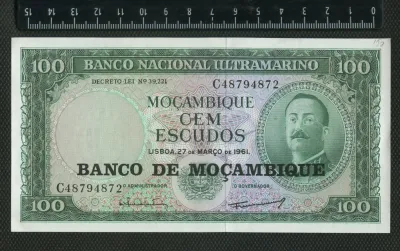 15 14 13 12 11 10 9 8 7 6 5 4 3 2 1 0
100 BANCO NACIONAL ULTRAMARINO 100
DECRETO LEI Nº 39.221
C48794872
MOÇAMBIQUE
CEM
ESCUDOS
LISBOA, 27 DE MARÇO DE 1961.
BANCO DE MOÇAMBIQUE
C48794872
O ADMINISTRADOR
O GOVERNADOR
100 100